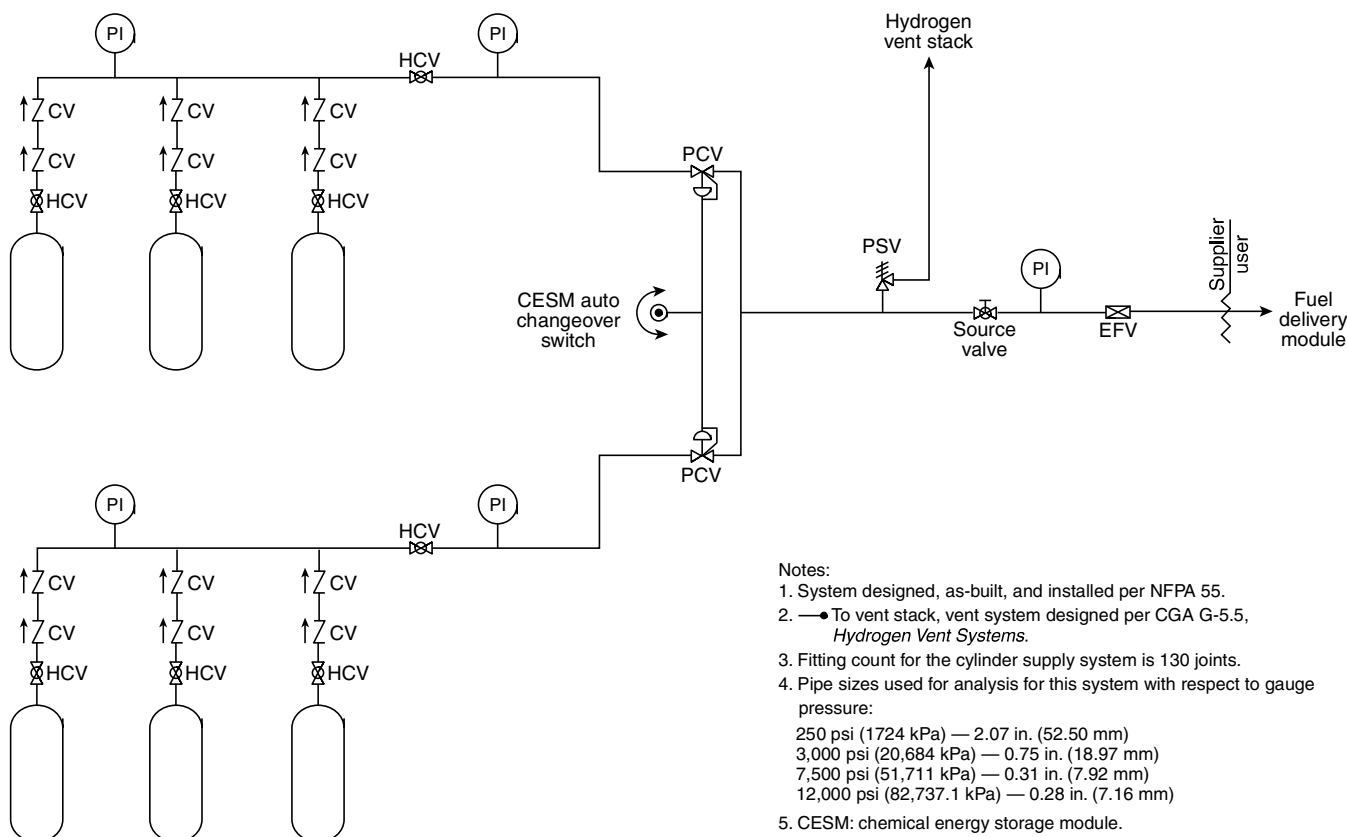 Hydrogen
vent stack
PI
PI
HCV
CV
CV
CV
CV
CV
CV
HCV
HCV
HCV
PCV
PSV
PI
Supplier
user
CESM auto
changeover
switch
Source
valve
EFV
Fuel
delivery
module
PCV
PI
PI
HCV
CV
CV
CV
CV
CV
CV
HCV
HCV
HCV
Notes:
1. System designed, as-built, and installed per NFPA 55.
2. To vent stack, vent system designed per CGA G-5.5,
Hydrogen Vent Systems.
3. Fitting count for the cylinder supply system is 130 joints.
4. Pipe sizes used for analysis for this system with respect to gauge
pressure:
250 psi (1724 kPa) — 2.07 in. (52.50 mm)
3,000 psi (20,684 kPa) — 0.75 in. (18.97 mm)
7,500 psi (51,711 kPa) — 0.31 in. (7.92 mm)
12,000 psi (82,737.1 kPa) — 0.28 in. (7.16 mm)
5. CESM: chemical energy storage module.